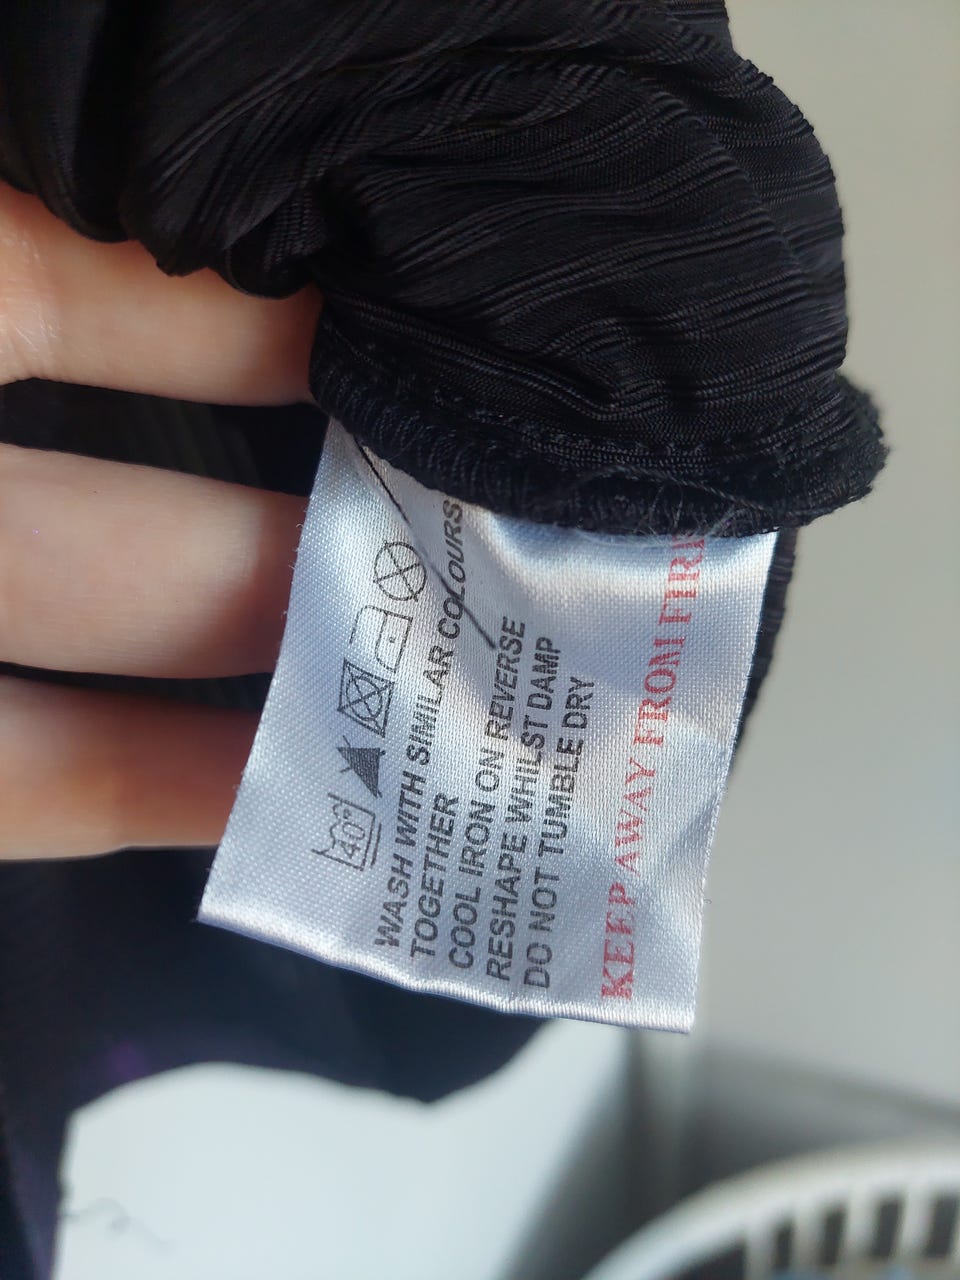 40°
WASH WITH SIMILAR COLOURS
TOGETHER
COOL IRON ON REVERSE
RESHAPE WHILST DAMP
DO NOT TUMBLE DRY
KEEP AWAY FROM FIRE